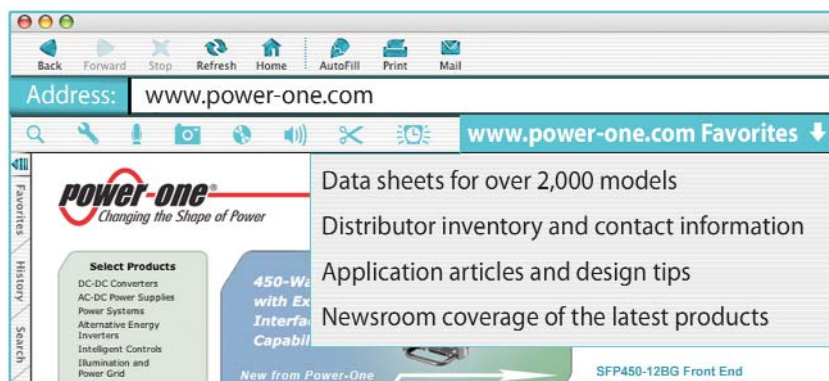 Back Forward Stop Refresh Home AutoFill Print Mail
Address: www.power-one.com
www.power-one.com Favorites
Favorites
History
Search
power-one®
Changing the Shape of Power
Data sheets for over 2,000 models
Distributor inventory and contact information
Application articles and design tips
Newsroom coverage of the latest products
Select Products
DC-DC Converters
AC-DC Power Supplies
Power Systems
Alternative Energy
Inverters
Intelligent Controls
Illumination and
Power Grid
450-Wa
with Ex
Interfa
Capabil
New from Power-One
SFP450-12BG Front End